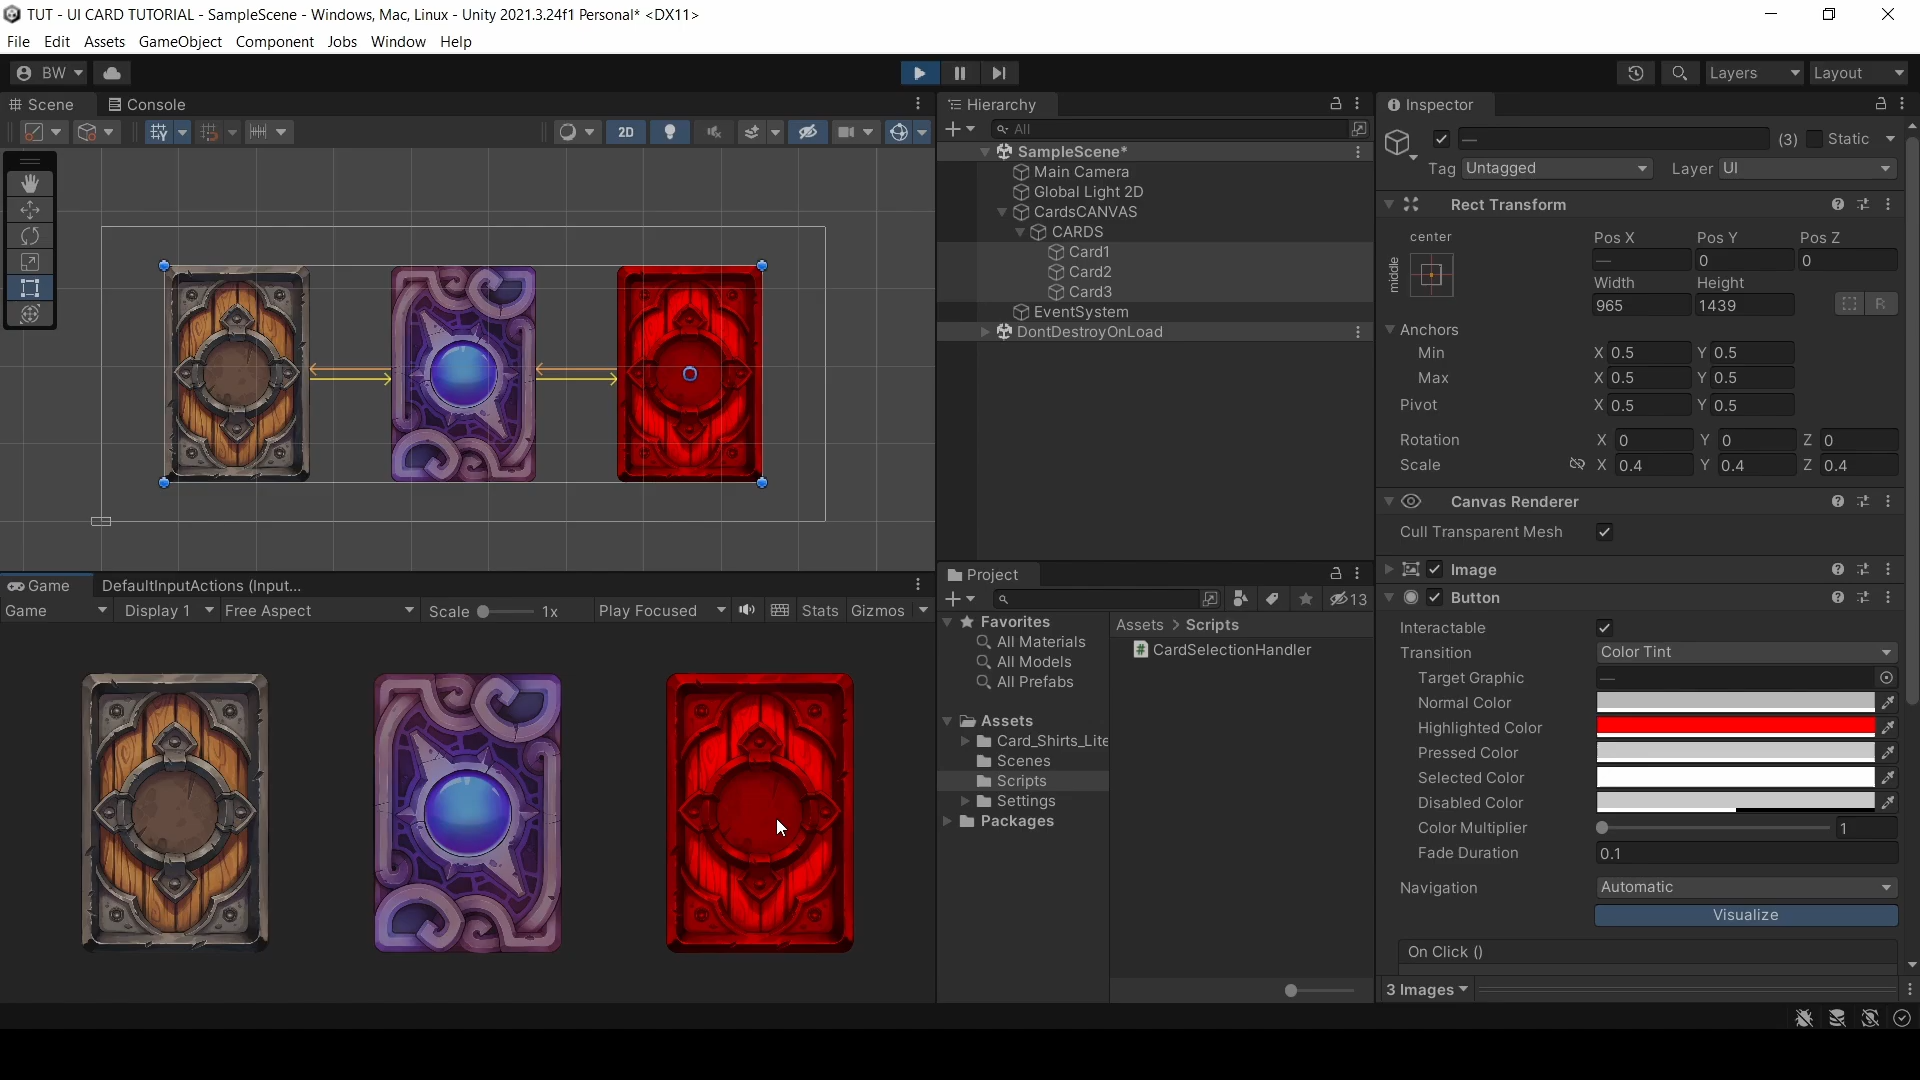 TUT - UI CARD TUTORIAL - SampleScene - Windows, Mac, Linux - Unity 2021.3.24f1 Personal* <DX11>
File Edit Assets GameObject Component Jobs Window Help
BW
Layers
Layout
Scene
Console
2D
Hierarchy
All
SampleScene*
Main Camera
Global Light 2D
CardsCANVAS
CARDS
Card1
Card2
Card3
EventSystem
DontDestroyOnLoad
Inspector
— (3) Static
Tag Untagged Layer UI
Rect Transform
center
middle
Pos X Pos Y Pos Z
— 0 0
Width Height
965 1439
R
Anchors
Min X 0.5 Y 0.5
Max X 0.5 Y 0.5
Pivot X 0.5 Y 0.5
Rotation X 0 Y 0 Z 0
Scale X 0.4 Y 0.4 Z 0.4
Canvas Renderer
Cull Transparent Mesh
Image
Button
Interactable
Transition Color Tint
Target Graphic —
Normal Color
Highlighted Color
Pressed Color
Selected Color
Disabled Color
Color Multiplier 1
Fade Duration 0.1
Navigation Automatic
Visualize
On Click ()
3 Images
Game
DefaultInputActions (Input...
Game Display 1 Free Aspect Scale 1x Play Focused Stats Gizmos
Project
13
Favorites
All Materials
All Models
All Prefabs
Assets
Card_Shirts_Lite
Scenes
Scripts
Settings
Packages
Assets > Scripts
CardSelectionHandler